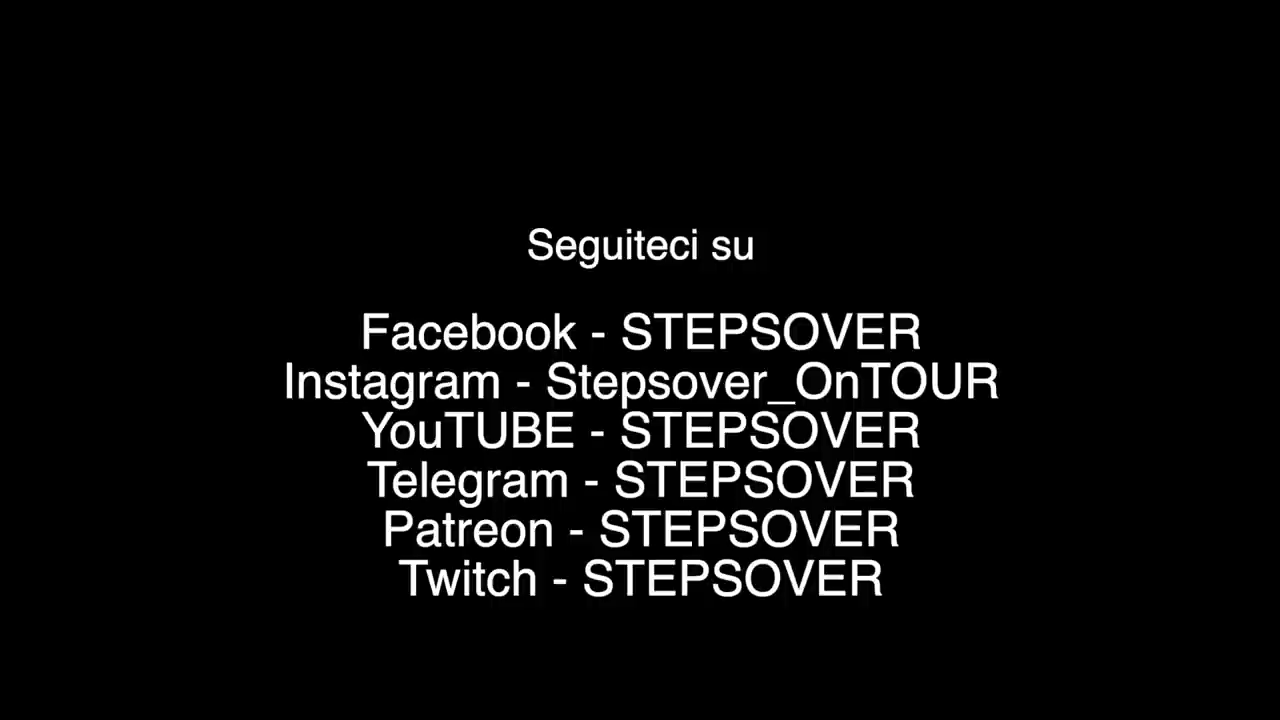 Seguiteci su
Facebook - STEPSOVER
Instagram - Stepsover_OnTOUR
YouTUBE - STEPSOVER
Telegram - STEPSOVER
Patreon - STEPSOVER
Twitch - STEPSOVER